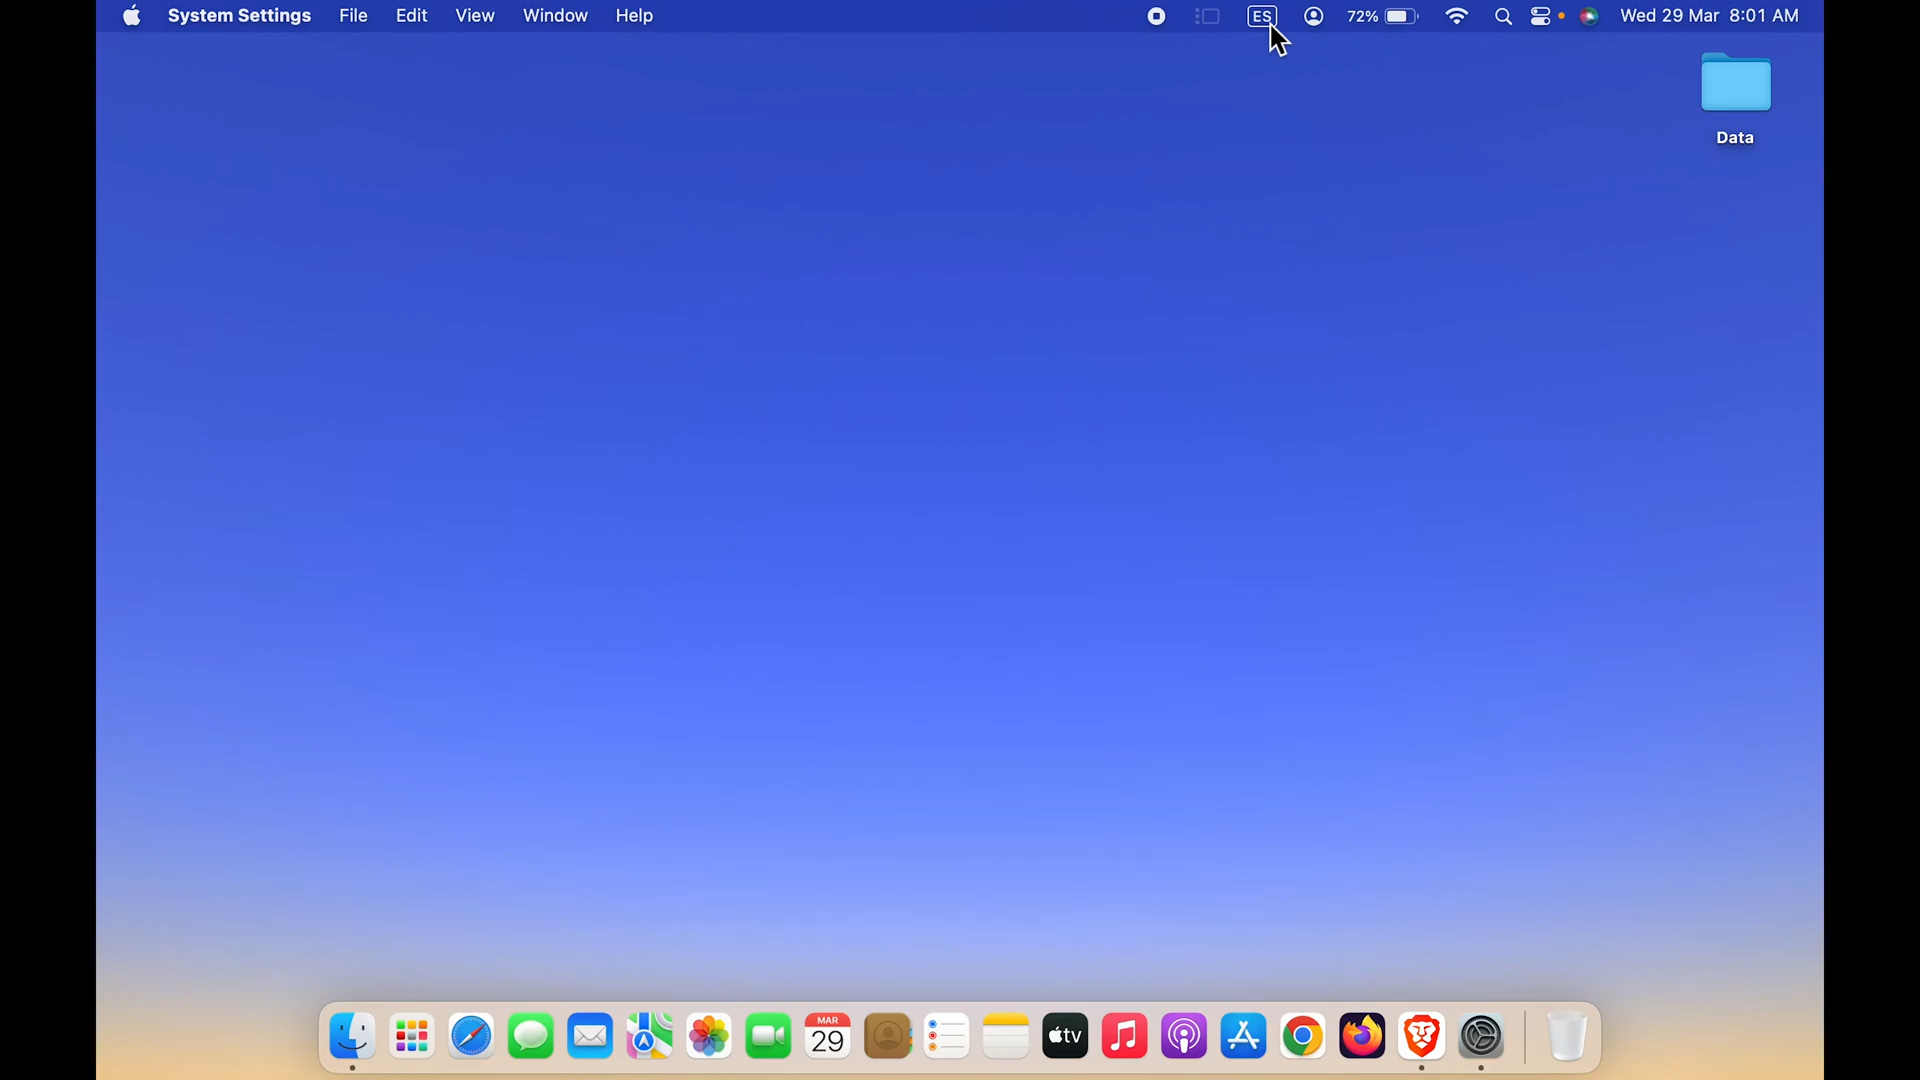 System Settings File Edit View Window Help ES 72% Wed 29 Mar 8:01 AM
Data
MAR
29
tv